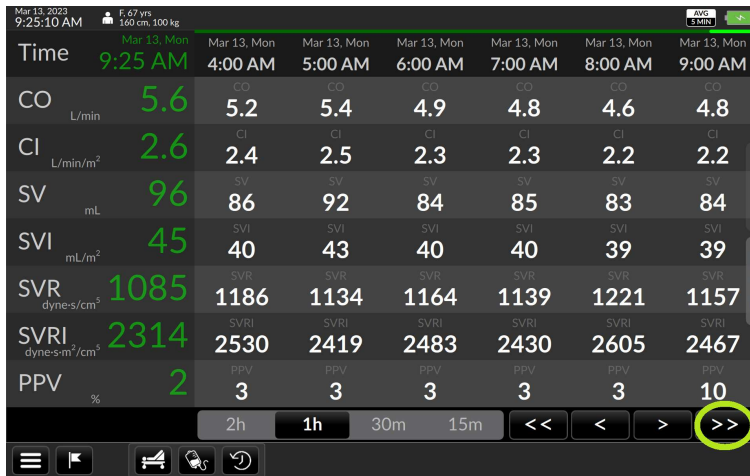 Mar 13, 2023
9:25:10 AM
F, 67 yrs
160 cm, 100 kg
AVG
5 MIN
Time
Mar 13, Mon
9:25 AM
Mar 13, Mon Mar 13, Mon Mar 13, Mon Mar 13, Mon Mar 13, Mon Mar 13, Mon
4:00 AM 5:00 AM 6:00 AM 7:00 AM 8:00 AM 9:00 AM
CO L/min 5.6
CO CO CO CO CO CO
5.2 5.4 4.9 4.8 4.6 4.8
CI L/min/m² 2.6
CI CI CI CI CI CI
2.4 2.5 2.3 2.3 2.2 2.2
SV mL 96
SV SV SV SV SV SV
86 92 84 85 83 84
SVI mL/m² 45
SVI SVI SVI SVI SVI SVI
40 43 40 40 39 39
SVR dyne·s/cm⁵ 1085
SVR SVR SVR SVR SVR SVR
1186 1134 1164 1139 1221 1157
SVRI dyne·s·m²/cm⁵ 2314
SVRI SVRI SVRI SVRI SVRI SVRI
2530 2419 2483 2430 2605 2467
PPV % 2
PPV PPV PPV PPV PPV PPV
3 3 3 3 3 10
2h 1h 30m 15m << < > >>